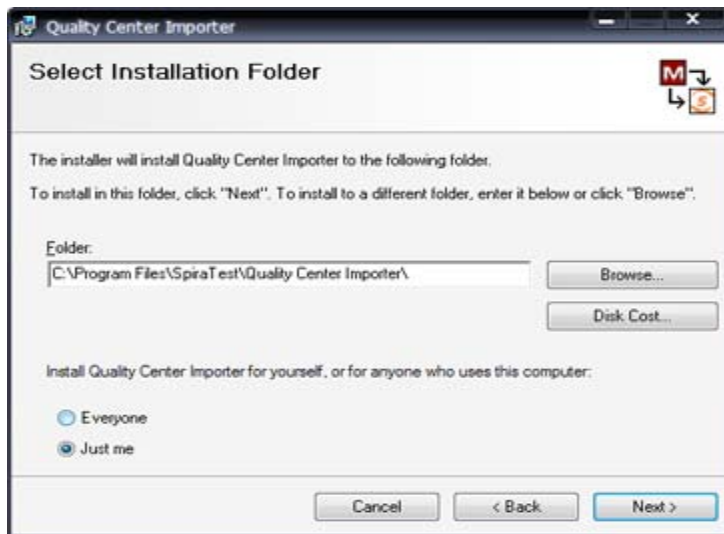 Quality Center Importer
Select Installation Folder
M
S
The installer will install Quality Center Importer to the following folder.
To install in this folder, click "Next". To install to a different folder, enter it below or click "Browse".
Folder:
C:\Program Files\SpiraTest\Quality Center Importer\
Browse...
Disk Cost...
Install Quality Center Importer for yourself, or for anyone who uses this computer:
Everyone
Just me
Cancel
< Back
Next >